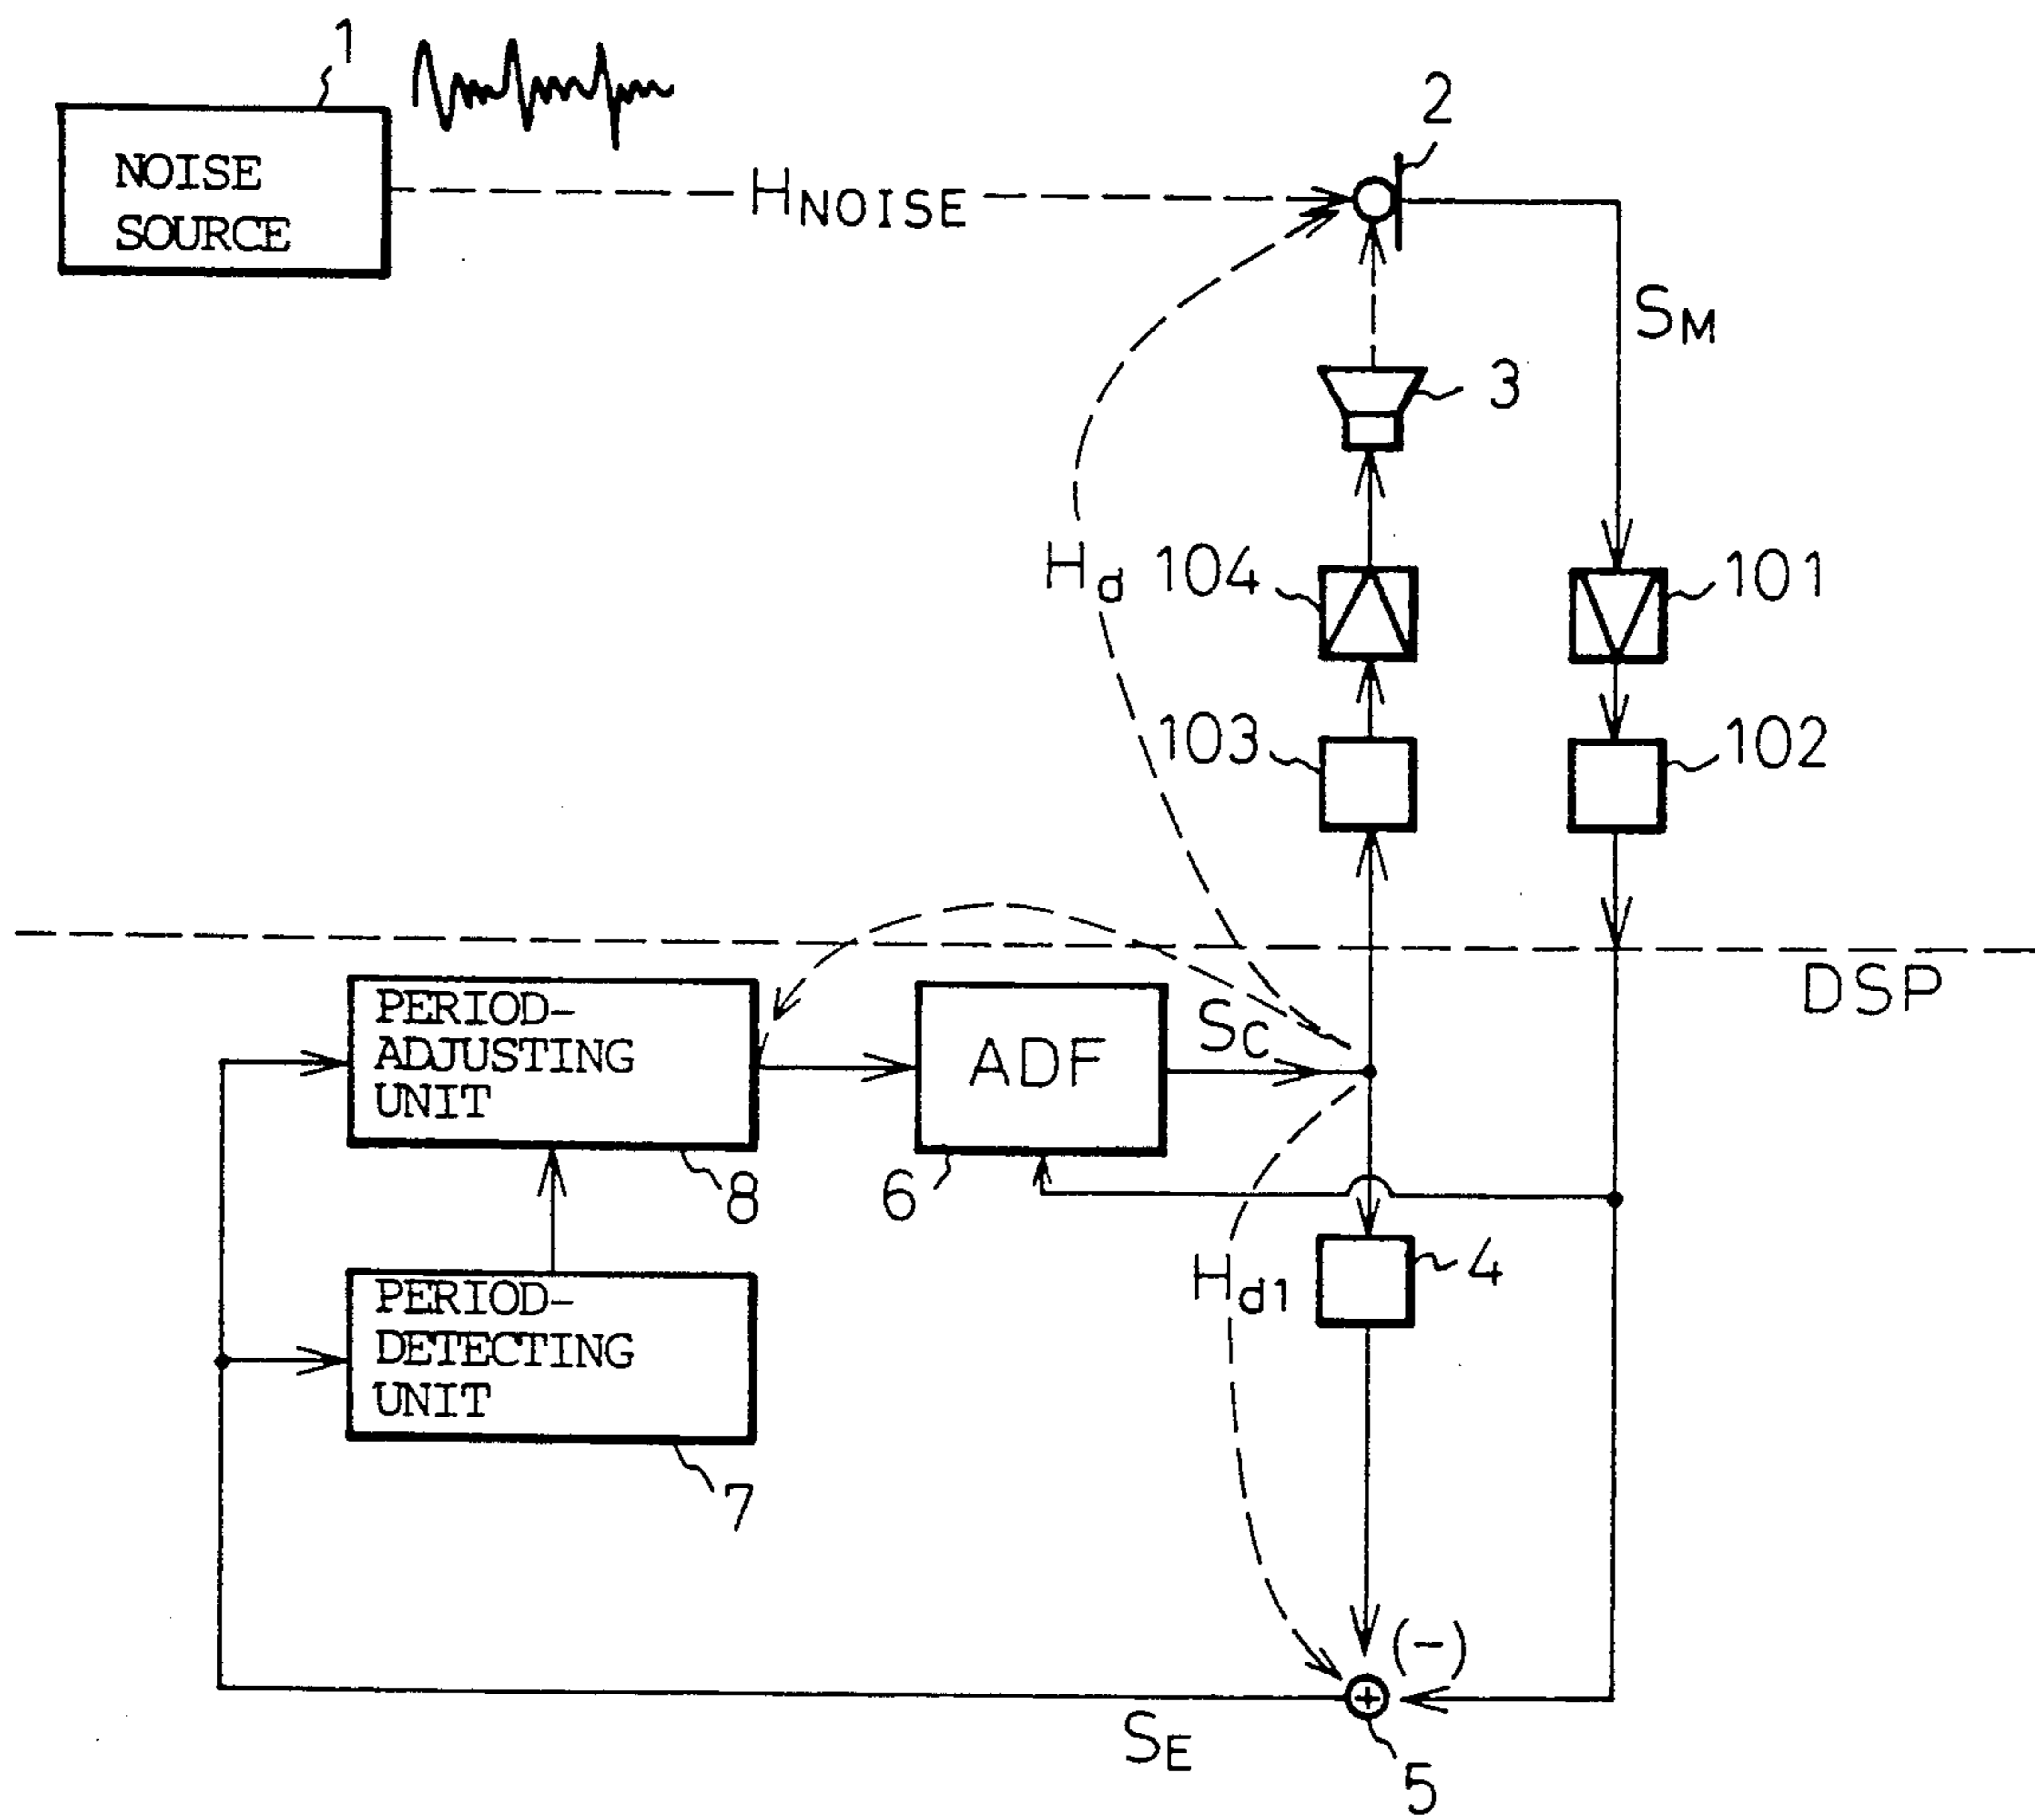 1
NOISE
SOURCE
HNOISE
2
SM
3
Hd
104
101
103
102
DSP
PERIOD-
ADJUSTING
UNIT
8
ADF
6
SC
Hd1
4
PERIOD-
DETECTING
UNIT
7
(-)
+
SE
5